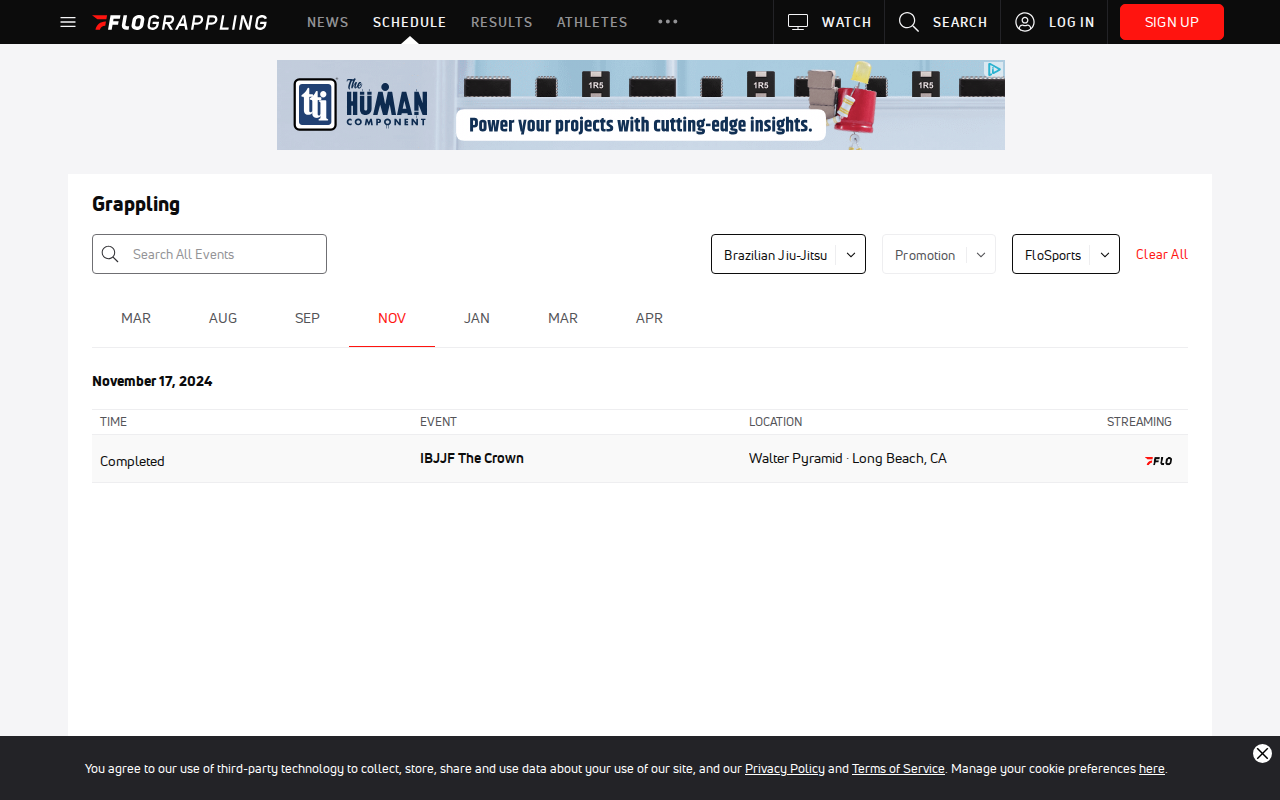 FLOGRAPPLING NEWS SCHEDULE RESULTS ATHLETES WATCH SEARCH LOG IN SIGN UP
tti The HUMAN COMPONENT
1R5 1R5 1R5
Power your projects with cutting-edge insights.
Grappling
Search All Events Brazilian Jiu-Jitsu Promotion FloSports Clear All
MAR AUG SEP NOV JAN MAR APR
November 17, 2024
TIME EVENT LOCATION STREAMING
Completed IBJJF The Crown Walter Pyramid · Long Beach, CA FLO
You agree to our use of third-party technology to collect, store, share and use data about your use of our site, and our Privacy Policy and Terms of Service. Manage your cookie preferences here.